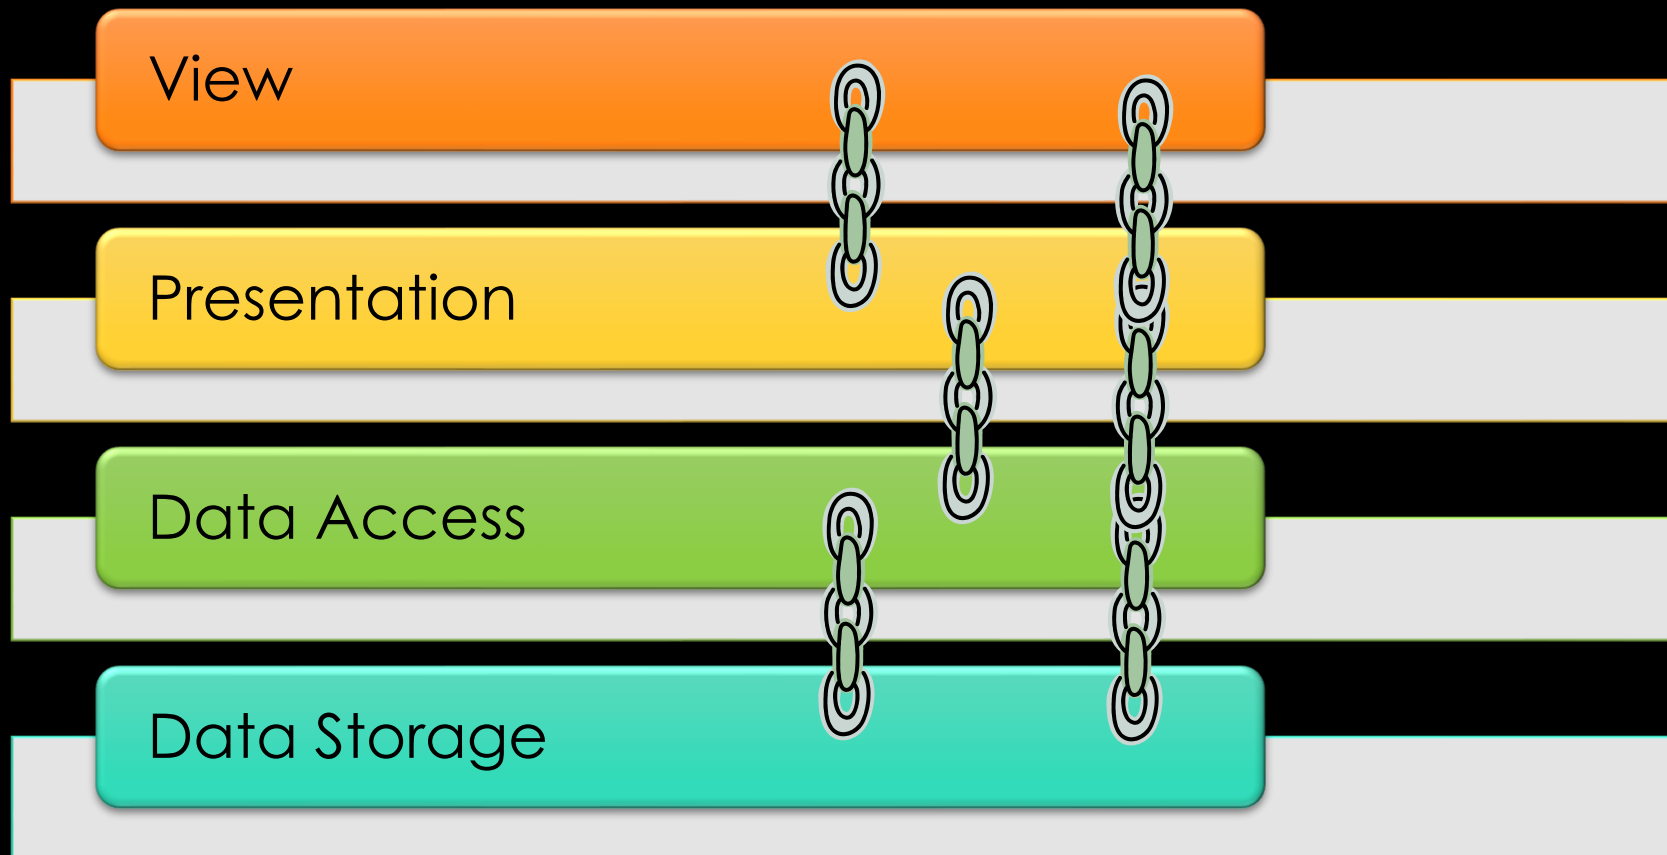 View
Presentation
Data Access
Data Storage